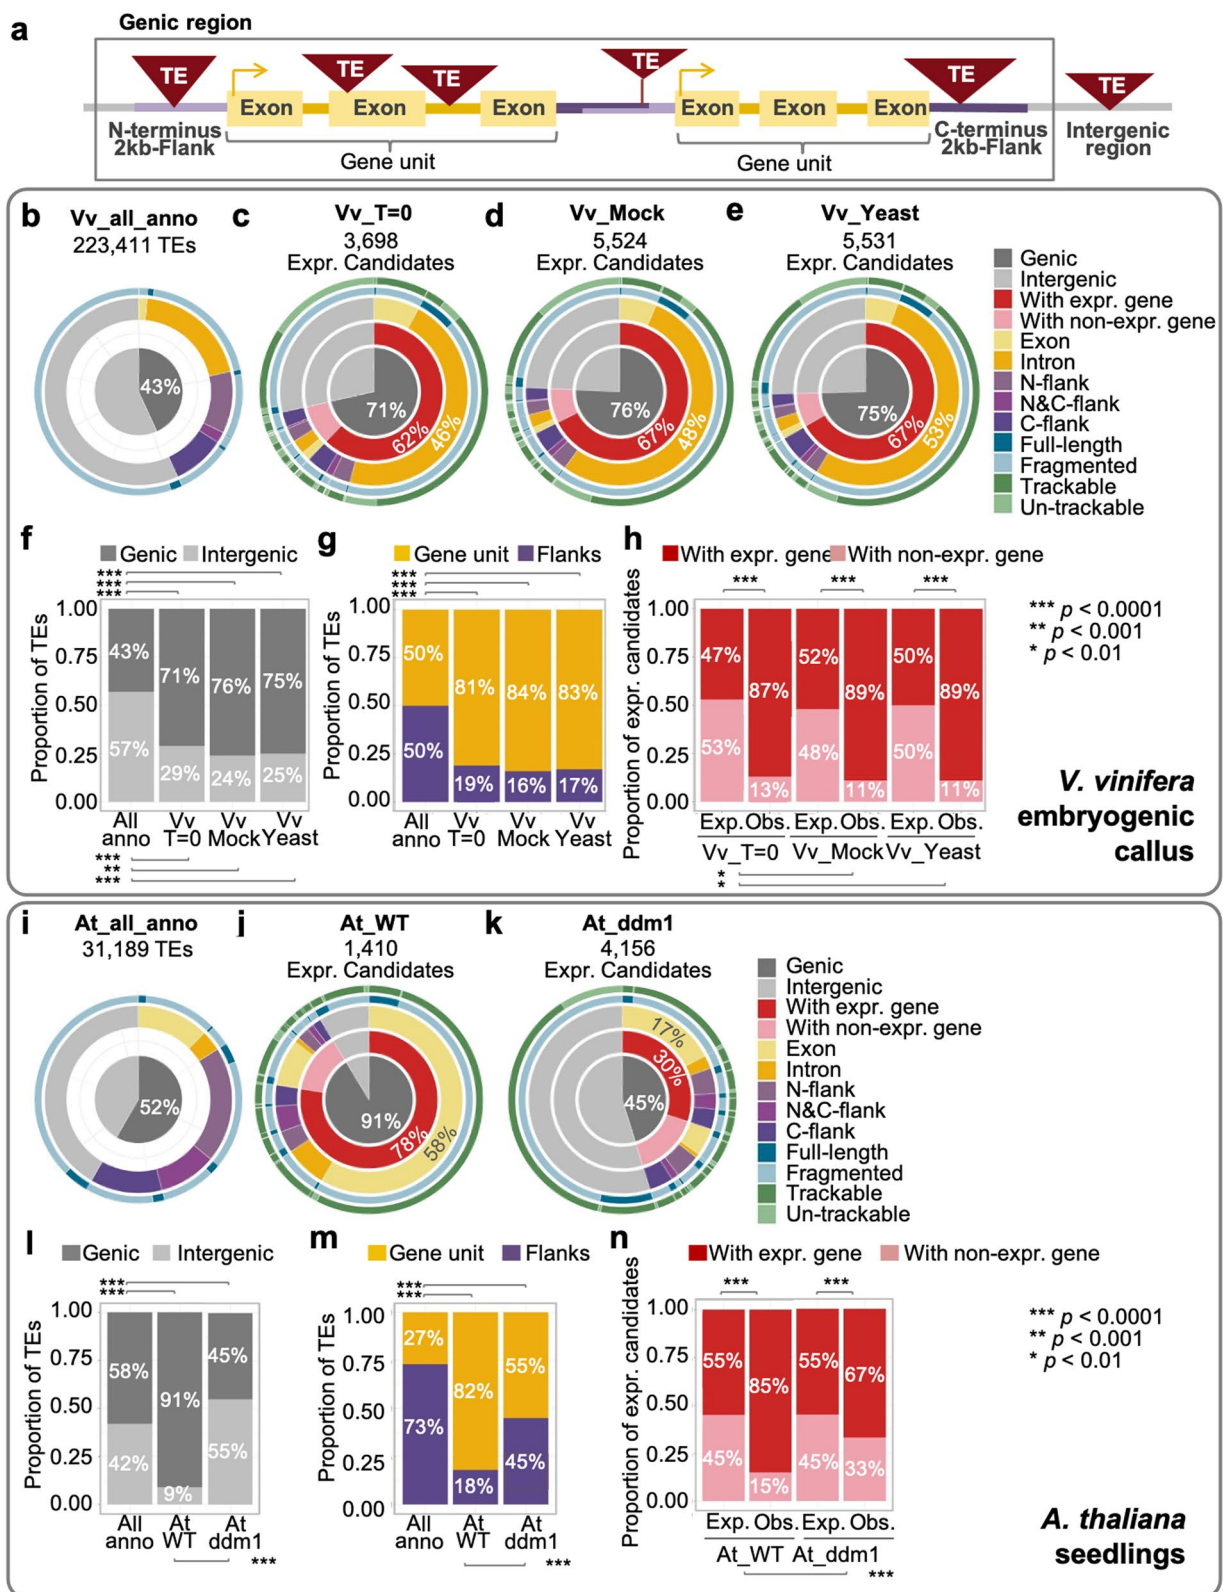 a
Genic region
TE TE TE TE TE TE
Exon Exon Exon Exon Exon Exon
N-terminus
2kb-Flank
Gene unit
Gene unit
C-terminus
2kb-Flank
Intergenic
region
b
Vv_all_anno
223,411 TEs
43%
c
Vv_T=0
3,698
Expr. Candidates
71%
62%
46%
d
Vv_Mock
5,524
Expr. Candidates
76%
67%
48%
e
Vv_Yeast
5,531
Expr. Candidates
75%
67%
53%
Genic
Intergenic
With expr. gene
With non-expr. gene
Exon
Intron
N-flank
N&C-flank
C-flank
Full-length
Fragmented
Trackable
Un-trackable
f
Genic Intergenic
***
***
***
Proportion of TEs
1.00
0.75
0.50
0.25
0.00
43% 71% 76% 75%
57% 29% 24% 25%
All Vv Vv Vv
anno T=0 Mock Yeast
***
**
***
g
Gene unit Flanks
***
***
***
Proportion of TEs
1.00
0.75
0.50
0.25
0.00
50% 81% 84% 83%
50% 19% 16% 17%
All Vv Vv Vv
anno T=0 Mock Yeast
h
With expr. gene With non-expr. gene
*** *** ***
Proportion of expr. candidates
1.00
0.75
0.50
0.25
0.00
47% 87% 52% 89% 50% 89%
53% 13% 48% 11% 50% 11%
Exp. Obs. Exp. Obs. Exp. Obs.
Vv_T=0 Vv_Mock Vv_Yeast
*
*
*** p < 0.0001
** p < 0.001
* p < 0.01
V. vinifera
embryogenic
callus
i
At_all_anno
31,189 TEs
52%
j
At_WT
1,410
Expr. Candidates
91%
78%
58%
k
At_ddm1
4,156
Expr. Candidates
45%
30%
17%
Genic
Intergenic
With expr. gene
With non-expr. gene
Exon
Intron
N-flank
N&C-flank
C-flank
Full-length
Fragmented
Trackable
Un-trackable
l
Genic Intergenic
***
***
Proportion of TEs
1.00
0.75
0.50
0.25
0.00
58% 91% 45%
42% 9% 55%
All At At
anno WT ddm1
***
m
Gene unit Flanks
***
***
Proportion of TEs
1.00
0.75
0.50
0.25
0.00
27% 82% 55%
73% 18% 45%
All At At
anno WT ddm1
***
n
With expr. gene With non-expr. gene
*** ***
Proportion of expr. candidates
1.00
0.75
0.50
0.25
0.00
55% 85% 55% 67%
45% 15% 45% 33%
Exp. Obs. Exp. Obs.
At_WT At_ddm1
***
*** p < 0.0001
** p < 0.001
* p < 0.01
A. thaliana
seedlings